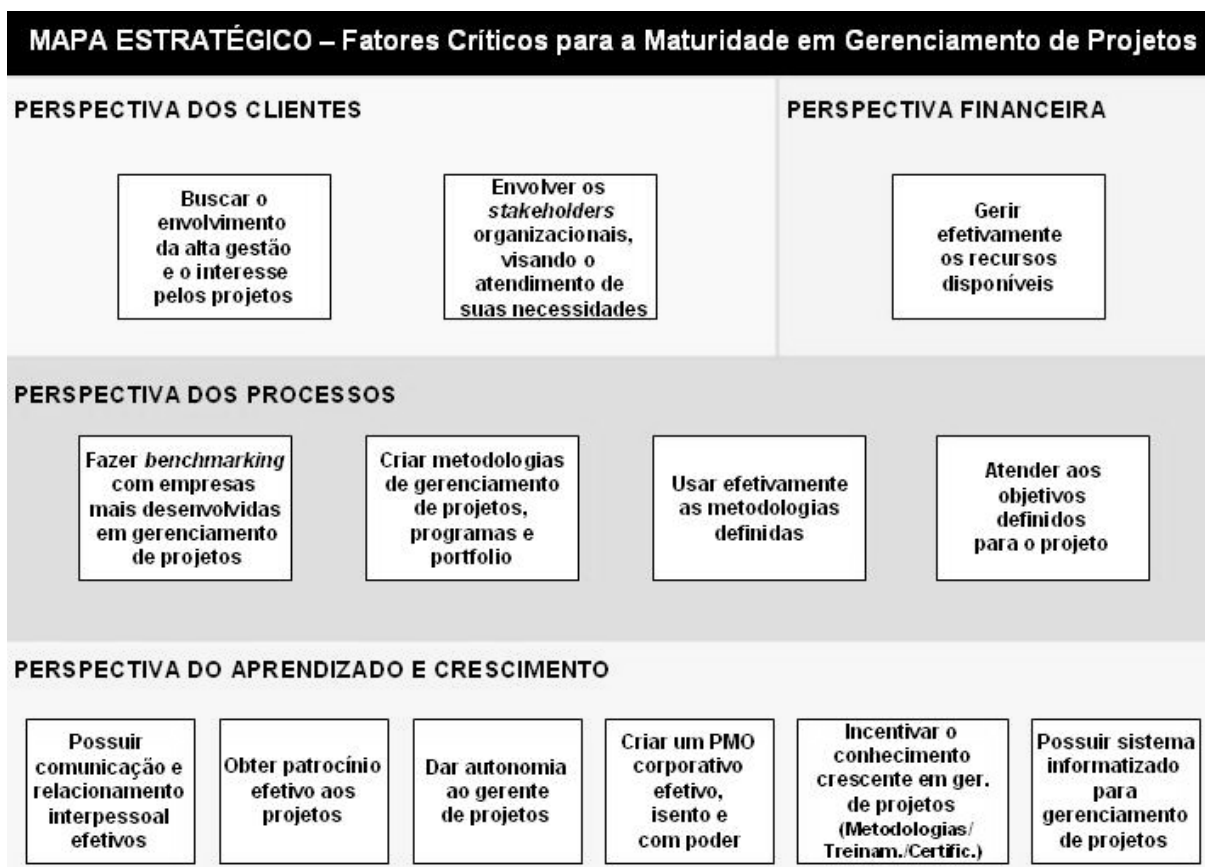 MAPA ESTRATÉGICO – Fatores Críticos para a Maturidade em Gerenciamento de Projetos
PERSPECTIVA DOS CLIENTES
Buscar o
envolvimento
da alta gestão
e o interesse
pelos projetos
Envolver os
stakeholders
organizacionais,
visando o
atendimento de
suas necessidades
PERSPECTIVA FINANCEIRA
Gerir
efetivamente
os recursos
disponíveis
PERSPECTIVA DOS PROCESSOS
Fazer benchmarking
com empresas
mais desenvolvidas
em gerenciamento
de projetos
Criar metodologias
de gerenciamento
de projetos,
programas e
portfolio
Usar efetivamente
as metodologias
definidas
Atender aos
objetivos
definidos
para o projeto
PERSPECTIVA DO APRENDIZADO E CRESCIMENTO
Possuir
comunicação e
relacionamento
interpessoal
efetivos
Obter patrocínio
efetivo aos
projetos
Dar autonomia
ao gerente
de projetos
Criar um PMO
corporativo
efetivo,
isento e
com poder
Incentivar o
conhecimento
crescente em ger.
de projetos
(Metodologias/
Treinam./Certific.)
Possuir sistema
informatizado
para
gerenciamento
de projetos